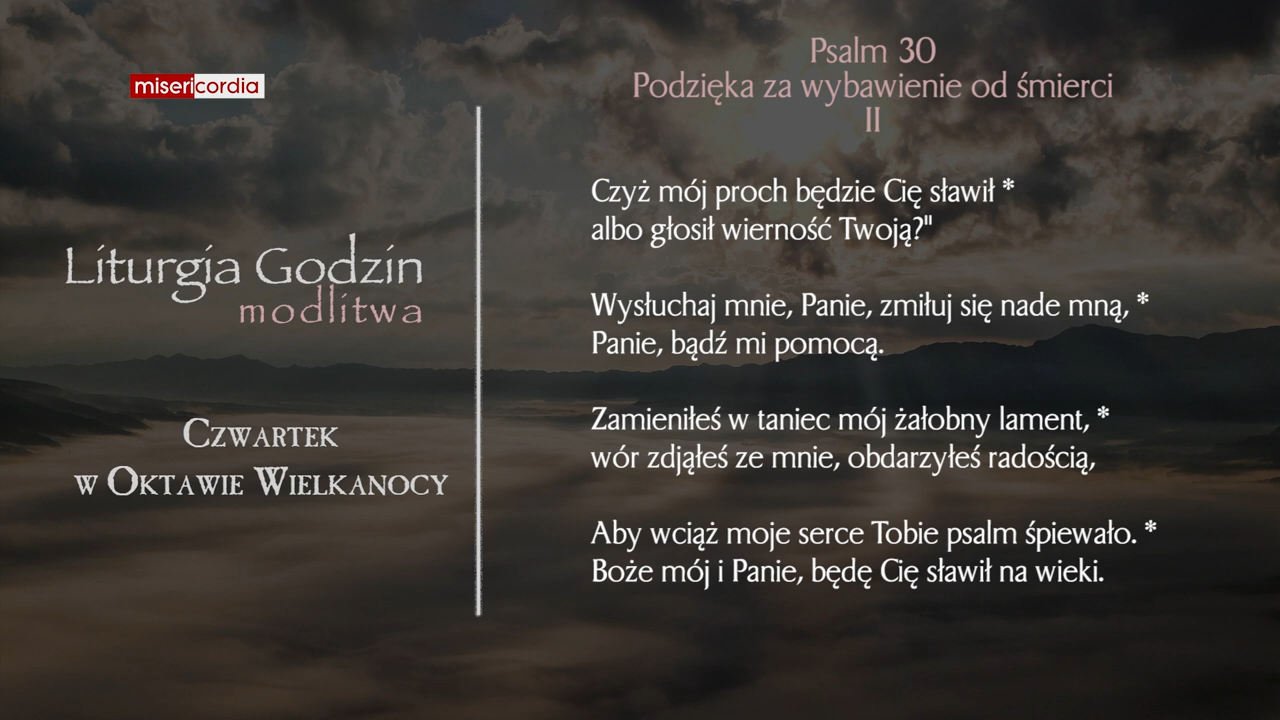 misericordia
Liturgia Godzin
modlitwa
Czwartek
w Oktawie Wielkanocy
Psalm 30
Podzięka za wybawienie od śmierci
II
Czyż mój proch będzie Cię sławił *
albo głosił wierność Twoją?"
Wysłuchaj mnie, Panie, zmiłuj się nade mną, *
Panie, bądź mi pomocą.
Zamieniłeś w taniec mój żałobny lament, *
wór zdjąłeś ze mnie, obdarzyłeś radością,
Aby wciąż moje serce Tobie psalm śpiewało. *
Boże mój i Panie, będę Cię sławił na wieki.